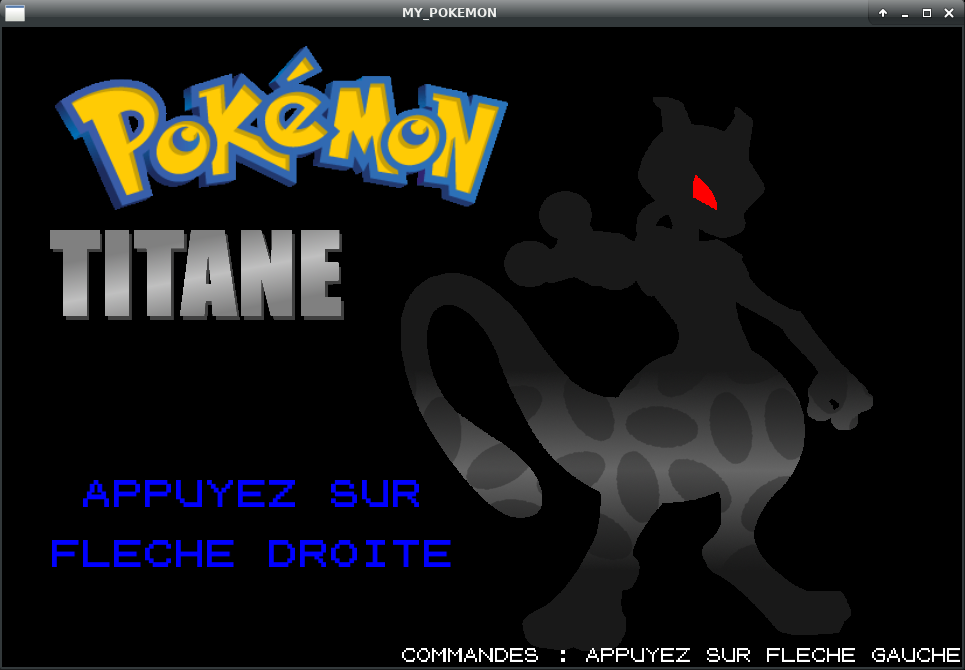 MY_POKEMON
POKéMON
TITANE
APPUYEZ SUR
FLECHE DROITE
COMMANDES : APPUYEZ SUR FLECHE GAUCHE